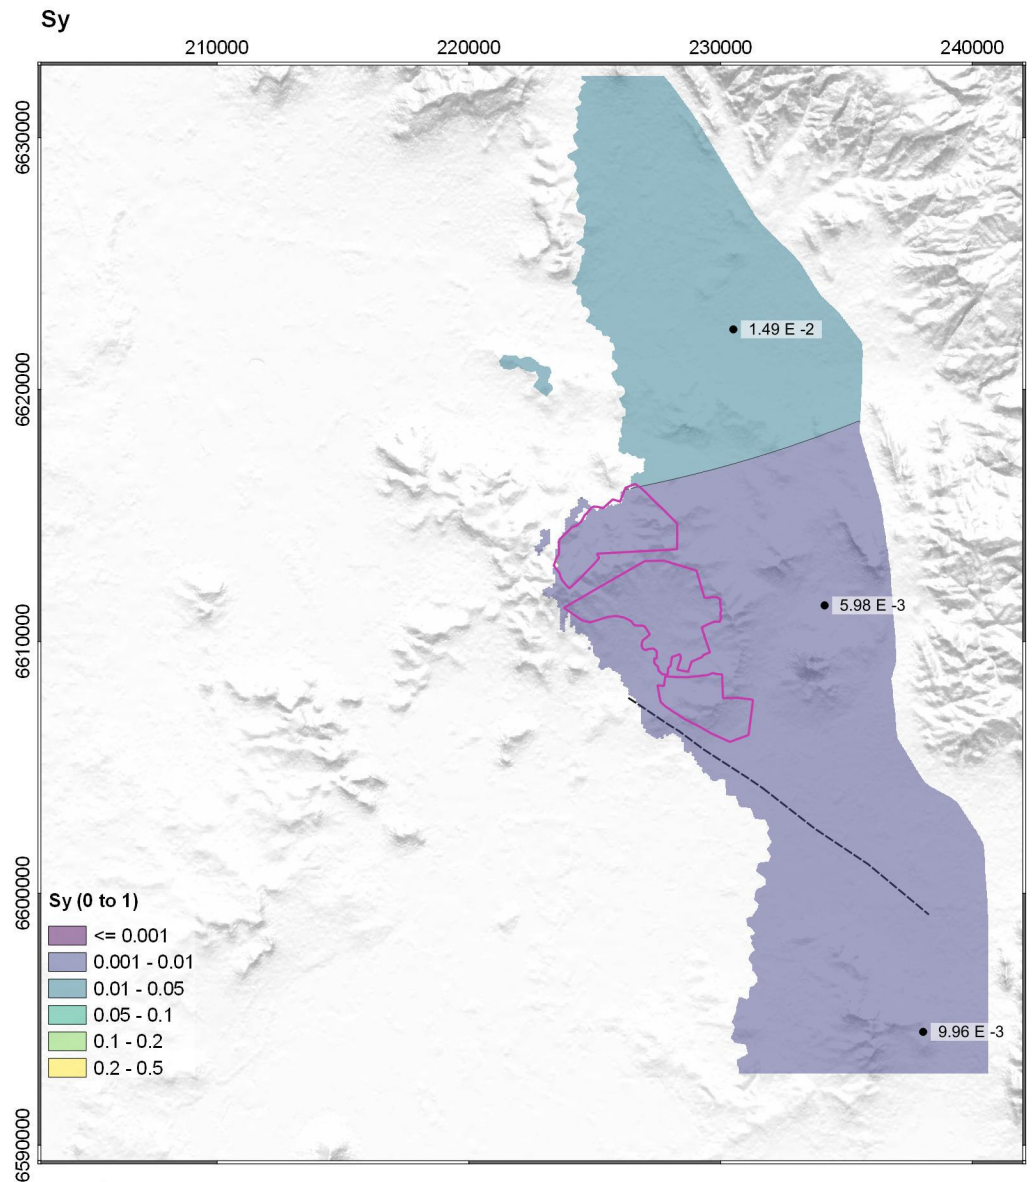 Sy
210000 220000 230000 240000
6630000
1.49 E -2
6620000
5.98 E -3
6610000
6600000
Sy (0 to 1)
<= 0.001
0.001 - 0.01
0.01 - 0.05
0.05 - 0.1
0.1 - 0.2
0.2 - 0.5
9.96 E -3
6590000